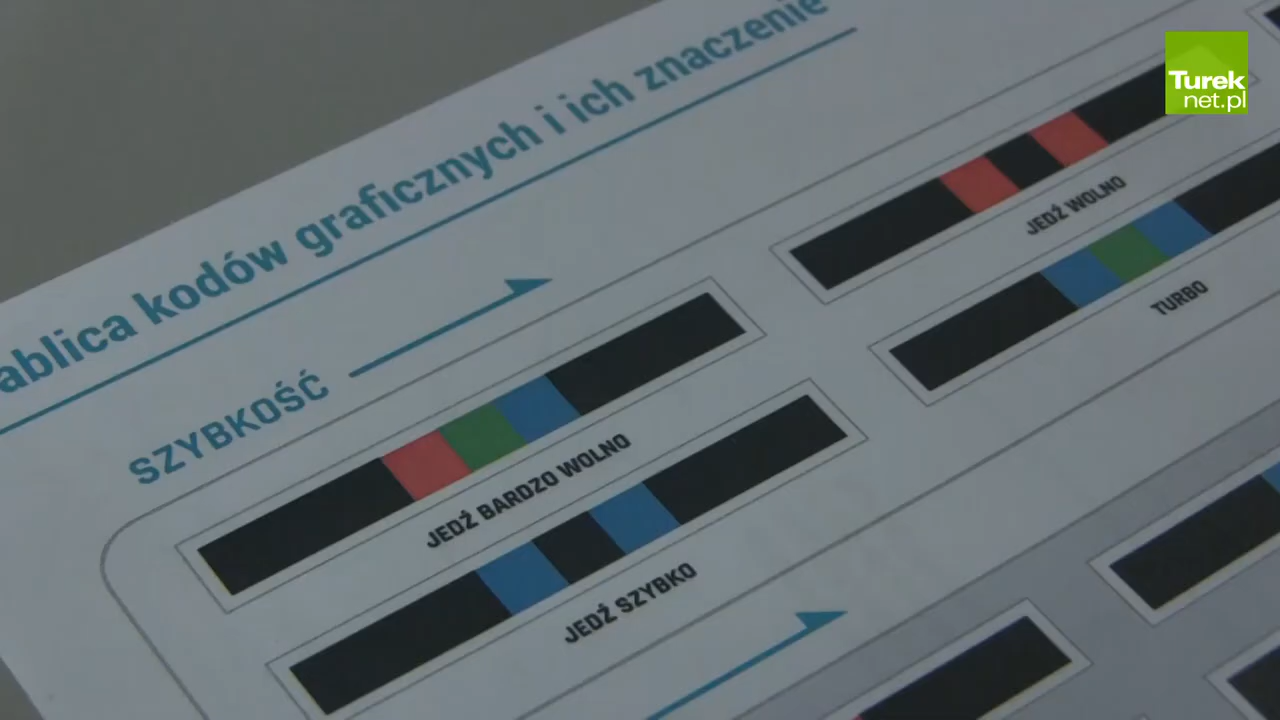 ablica kodów graficznych i ich znaczenie
SZYBKOŚĆ
JEDŹ BARDZO WOLNO
JEDŹ WOLNO
JEDŹ SZYBKO
TURBO
Turek
net.pl